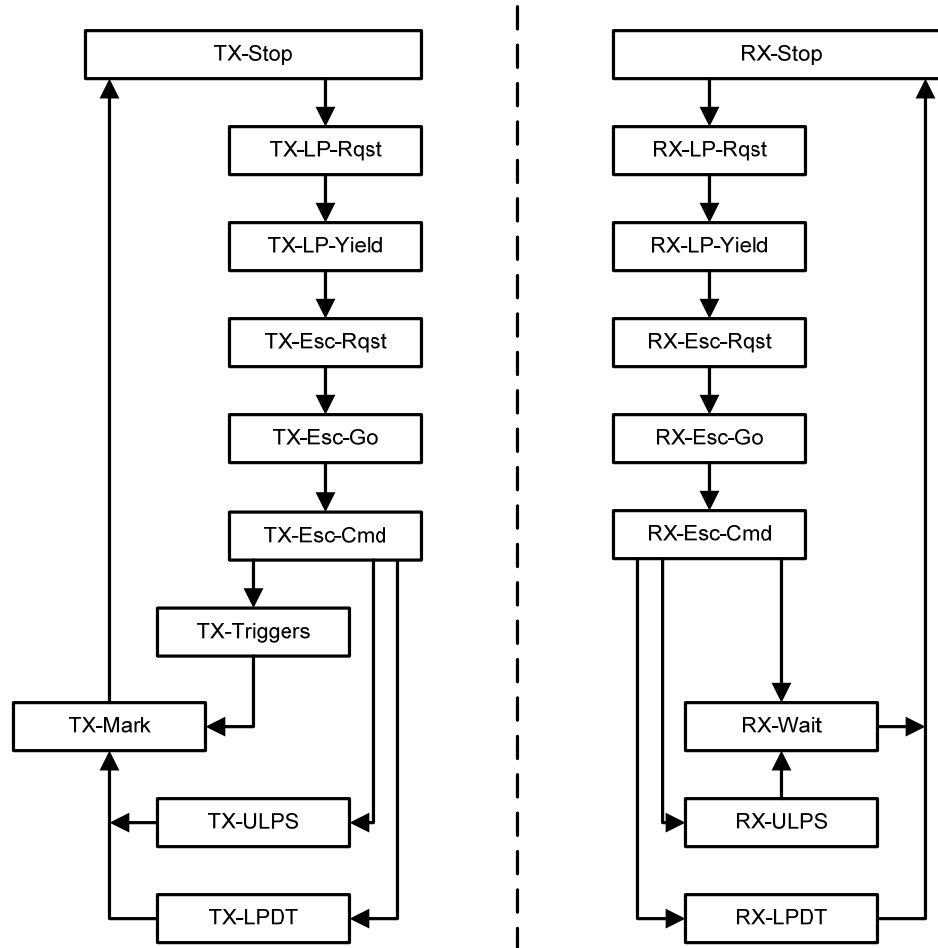 TX-Stop
TX-LP-Rqst
TX-LP-Yield
TX-Esc-Rqst
TX-Esc-Go
TX-Esc-Cmd
TX-Triggers
TX-Mark
TX-ULPS
TX-LPDT
RX-Stop
RX-LP-Rqst
RX-LP-Yield
RX-Esc-Rqst
RX-Esc-Go
RX-Esc-Cmd
RX-Wait
RX-ULPS
RX-LPDT